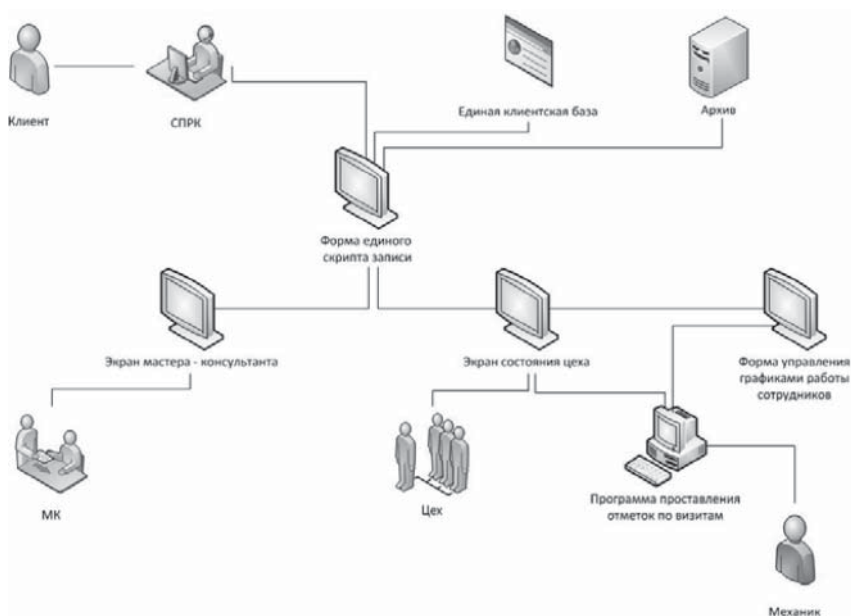 Клиент
СПРК
Единая клиентская база
Архив
Форма единого
скрипта записи
Экран мастера - консультанта
Экран состояния цеха
Форма управления
графиками работы
сотрудников
МК
Цех
Программа проставления
отметок по визитам
Механик